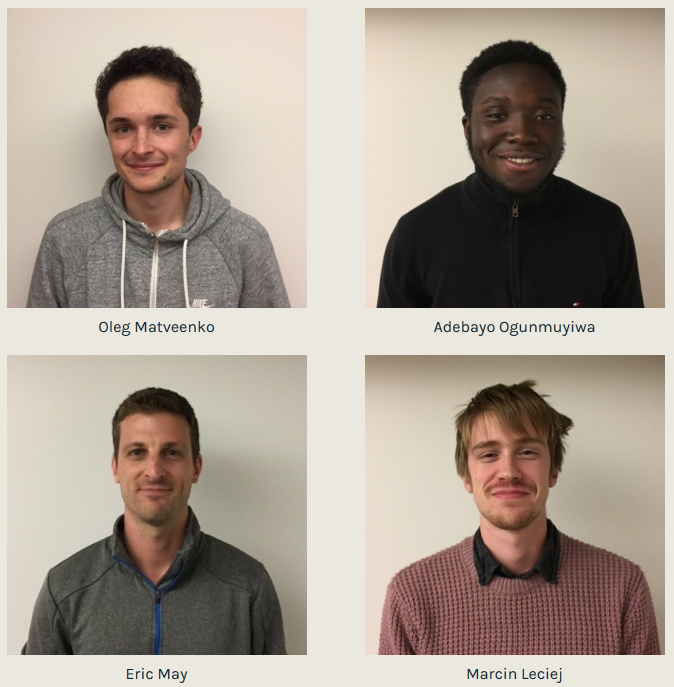 NIKE
Oleg Matveenko
Adebayo Ogunmuyiwa
Eric May
Marcin Leciej